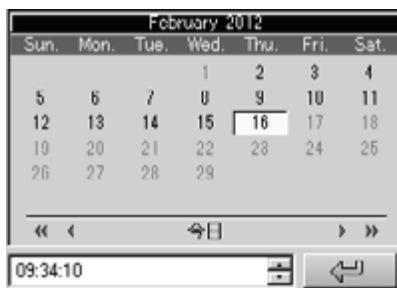 February 2012
Sun. Mon. Tue. Wed. Thu. Fri. Sat.
1 2 3 4
5 6 7 8 9 10 11
12 13 14 15 16 17 18
19 20 21 22 23 24 25
26 27 28 29
« ‹ 今日 › »
09:34:10